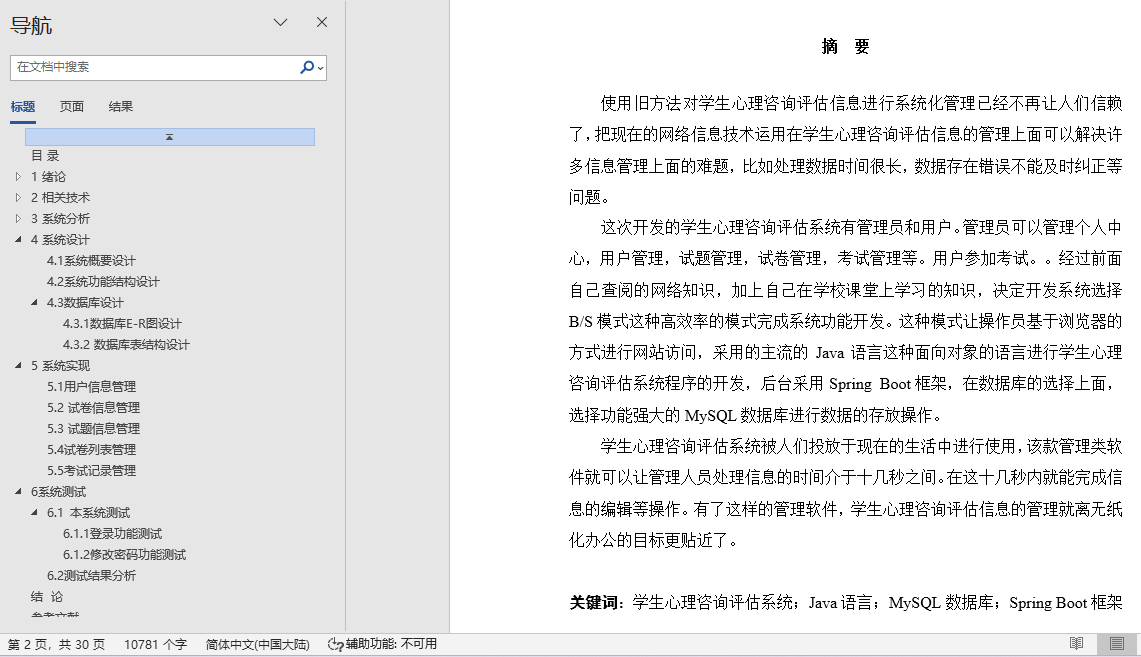 导航
在文档中搜索
标题 页面 结果
目 录
1 绪论
2 相关技术
3 系统分析
4 系统设计
4.1系统概要设计
4.2系统功能结构设计
4.3数据库设计
4.3.1数据库E-R图设计
4.3.2 数据库表结构设计
5 系统实现
5.1用户信息管理
5.2 试卷信息管理
5.3 试题信息管理
5.4试卷列表管理
5.5考试记录管理
6系统测试
6.1 本系统测试
6.1.1登录功能测试
6.1.2修改密码功能测试
6.2测试结果分析
结 论
参考文献
摘 要
使用旧方法对学生心理咨询评估信息进行系统化管理已经不再让人们信赖
了，把现在的网络信息技术运用在学生心理咨询评估信息的管理上面可以解决许
多信息管理上面的难题，比如处理数据时间很长，数据存在错误不能及时纠正等
问题。
这次开发的学生心理咨询评估系统有管理员和用户。管理员可以管理个人中
心，用户管理，试题管理，试卷管理，考试管理等。用户参加考试。。经过前面
自己查阅的网络知识，加上自己在学校课堂上学习的知识，决定开发系统选择
B/S 模式这种高效率的模式完成系统功能开发。这种模式让操作员基于浏览器的
方式进行网站访问，采用的主流的 Java 语言这种面向对象的语言进行学生心理
咨询评估系统程序的开发，后台采用 Spring Boot 框架，在数据库的选择上面，
选择功能强大的 MySQL 数据库进行数据的存放操作。
学生心理咨询评估系统被人们投放于现在的生活中进行使用，该款管理类软
件就可以让管理人员处理信息的时间介于十几秒之间。在这十几秒内就能完成信
息的编辑等操作。有了这样的管理软件，学生心理咨询评估信息的管理就离无纸
化办公的目标更贴近了。
关键词：学生心理咨询评估系统；Java 语言；MySQL 数据库；Spring Boot 框架
第 2 页，共 30 页 10781 个字 简体中文(中国大陆) 辅助功能: 不可用